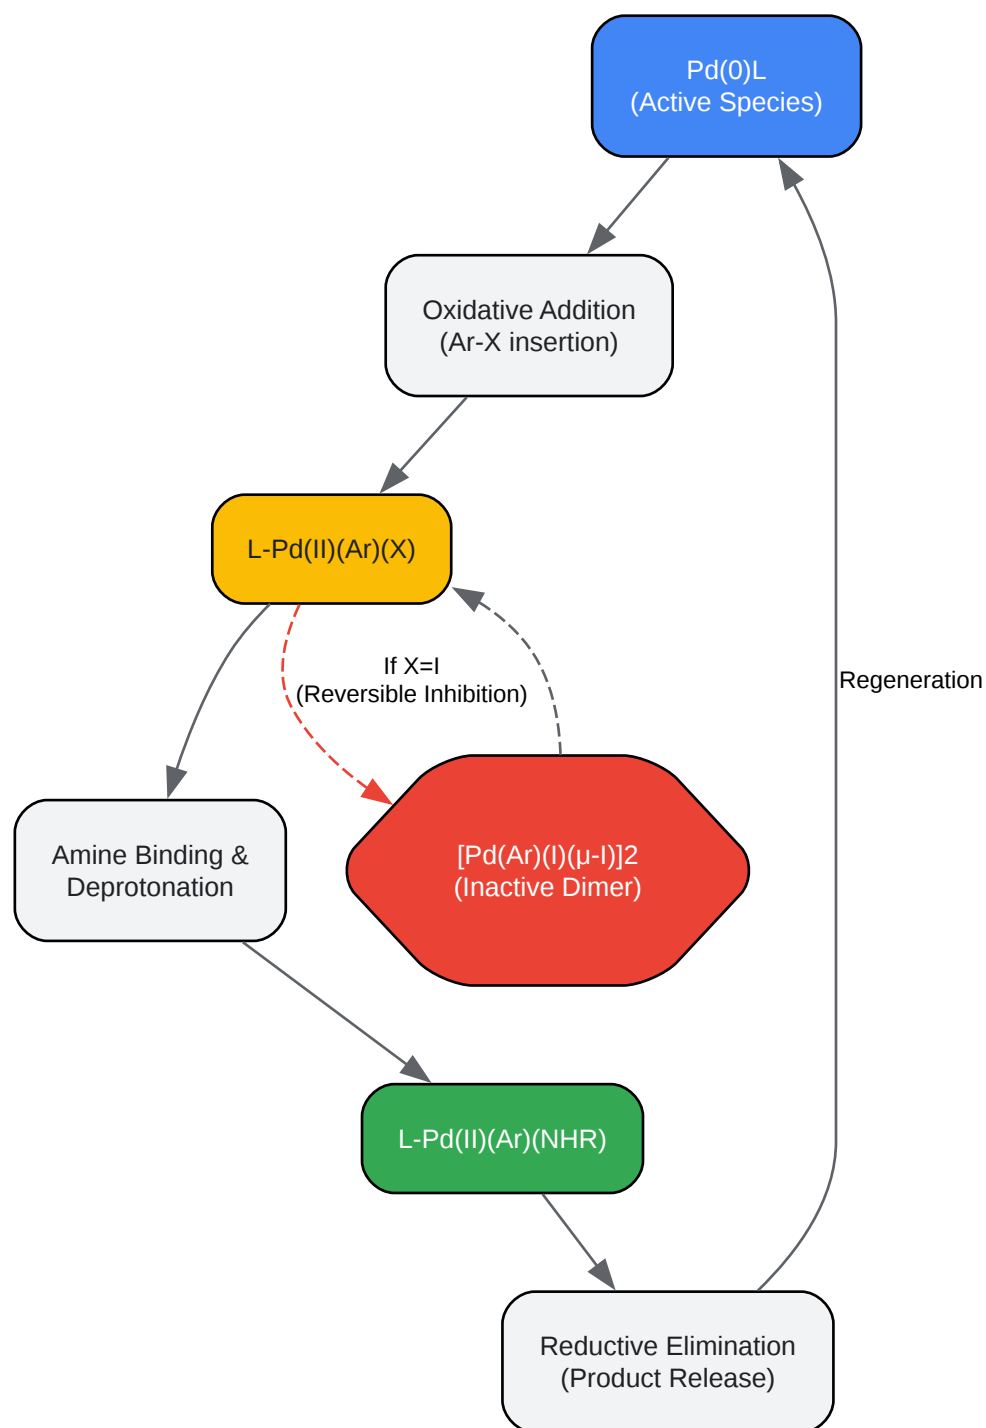 Pd(0)L
(Active Species)
Oxidative Addition
(Ar-X insertion)
L-Pd(II)(Ar)(X)
If X=I
(Reversible Inhibition)
Regeneration
Amine Binding &
Deprotonation
[Pd(Ar)(I)(μ-I)]2
(Inactive Dimer)
L-Pd(II)(Ar)(NHR)
Reductive Elimination
(Product Release)